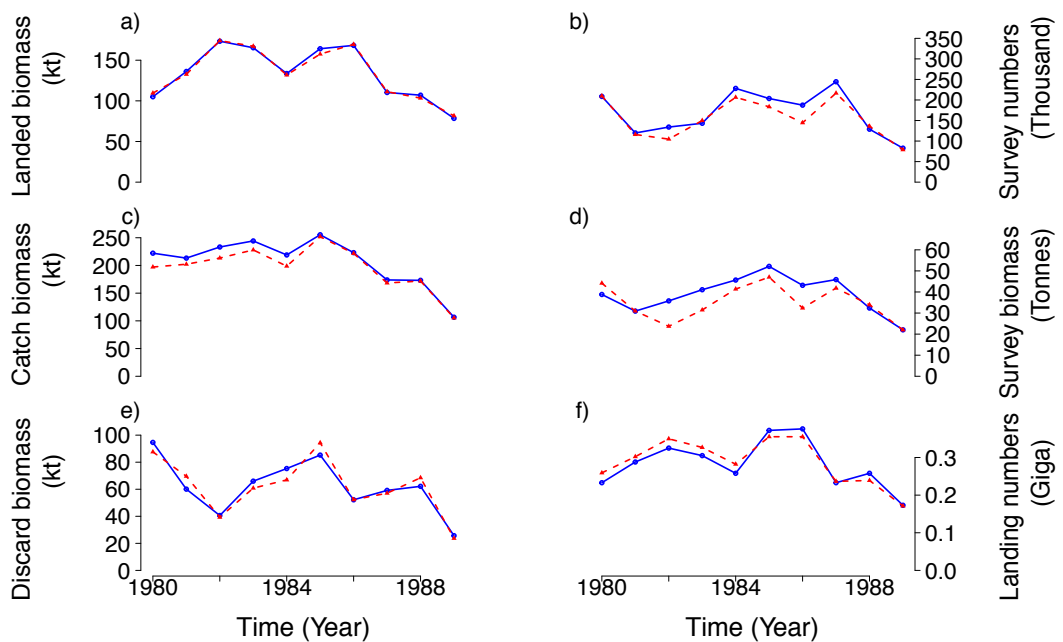 a)
Landed biomass
(kt)
150
100
50
0
b)
350
300
250
200
150
100
50
0
Survey numbers
(Thousand)
c)
Catch biomass
(kt)
250
200
150
100
50
0
d)
60
50
40
30
20
10
0
Survey biomass
(Tonnes)
e)
Discard biomass
(kt)
100
80
60
40
20
0
1980
1984
1988
Time (Year)
f)
0.3
0.2
0.1
0.0
Landing numbers
(Giga)
1980
1984
1988
Time (Year)